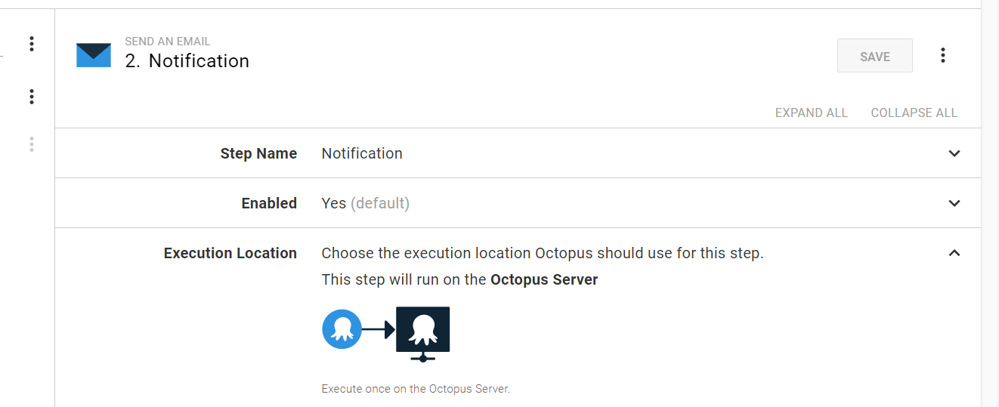 SEND AN EMAIL
2. Notification
SAVE
EXPAND ALL COLLAPSE ALL
Step Name Notification
Enabled Yes (default)
Execution Location Choose the execution location Octopus should use for this step.
This step will run on the Octopus Server
Execute once on the Octopus Server.